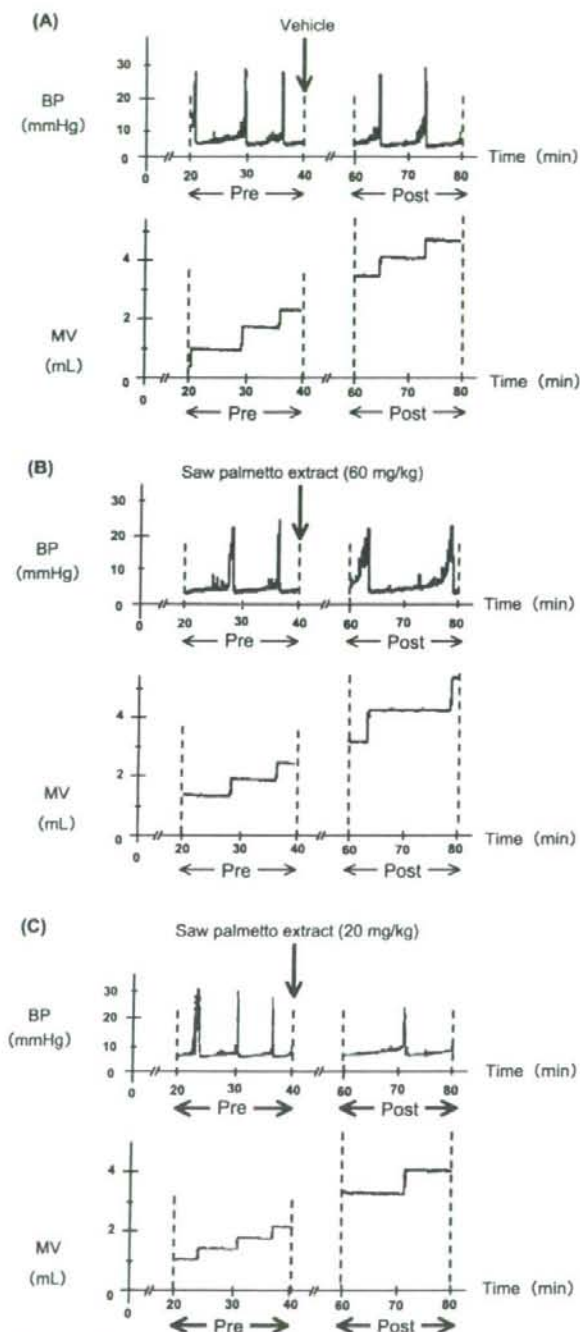 (A)
Vehicle
BP
(mmHg)
30
20
10
0
0
20 30 40 60 70 80
Time (min)
Pre
Post
MV
(mL)
4
2
0
0
20 30 40 60 70 80
Time (min)
Pre
Post
(B)
Saw palmetto extract (60 mg/kg)
BP
(mmHg)
30
20
10
0
0
20 30 40 60 70 80
Time (min)
Pre
Post
MV
(mL)
4
2
0
0
20 30 40 60 70 80
Time (min)
Pre
Post
(C)
Saw palmetto extract (20 mg/kg)
BP
(mmHg)
30
20
10
0
0
20 30 40 60 70 80
Time (min)
Pre
Post
MV
(mL)
4
2
0
0
20 30 40 60 70 80
Time (min)
Pre
Post